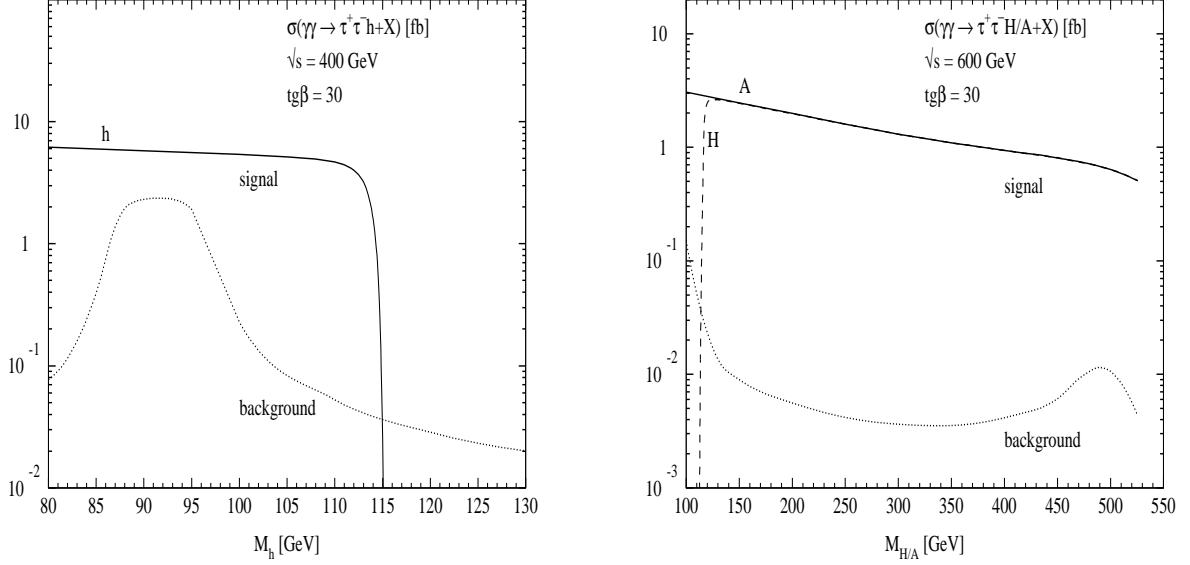 σ(γγ → τ⁺τ⁻h+X) [fb]
√s = 400 GeV
tgβ = 30
h
signal
background
10
1
10⁻¹
10⁻²
80 85 90 95 100 105 110 115 120 125 130
M_h [GeV]
σ(γγ → τ⁺τ⁻H/A+X) [fb]
√s = 600 GeV
tgβ = 30
A
H
signal
background
10
1
10⁻¹
10⁻²
10⁻³
100 150 200 250 300 350 400 450 500 550
M_H/A [GeV]